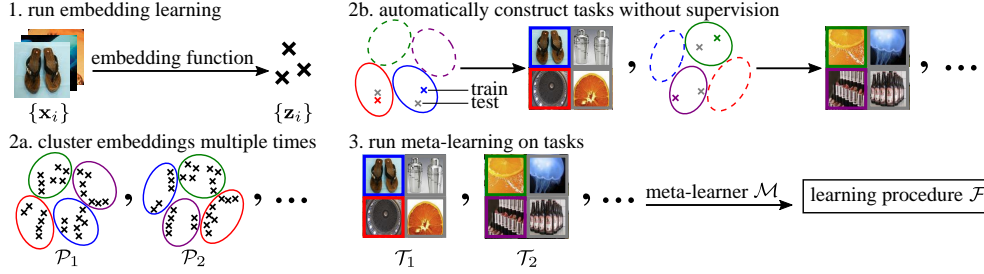 1. run embedding learning
embedding function
{x_i}
{z_i}
2a. cluster embeddings multiple times
, , ...
P_1
P_2
2b. automatically construct tasks without supervision
train
test
, , ...
3. run meta-learning on tasks
, , ...
meta-learner M
learning procedure F
T_1
T_2